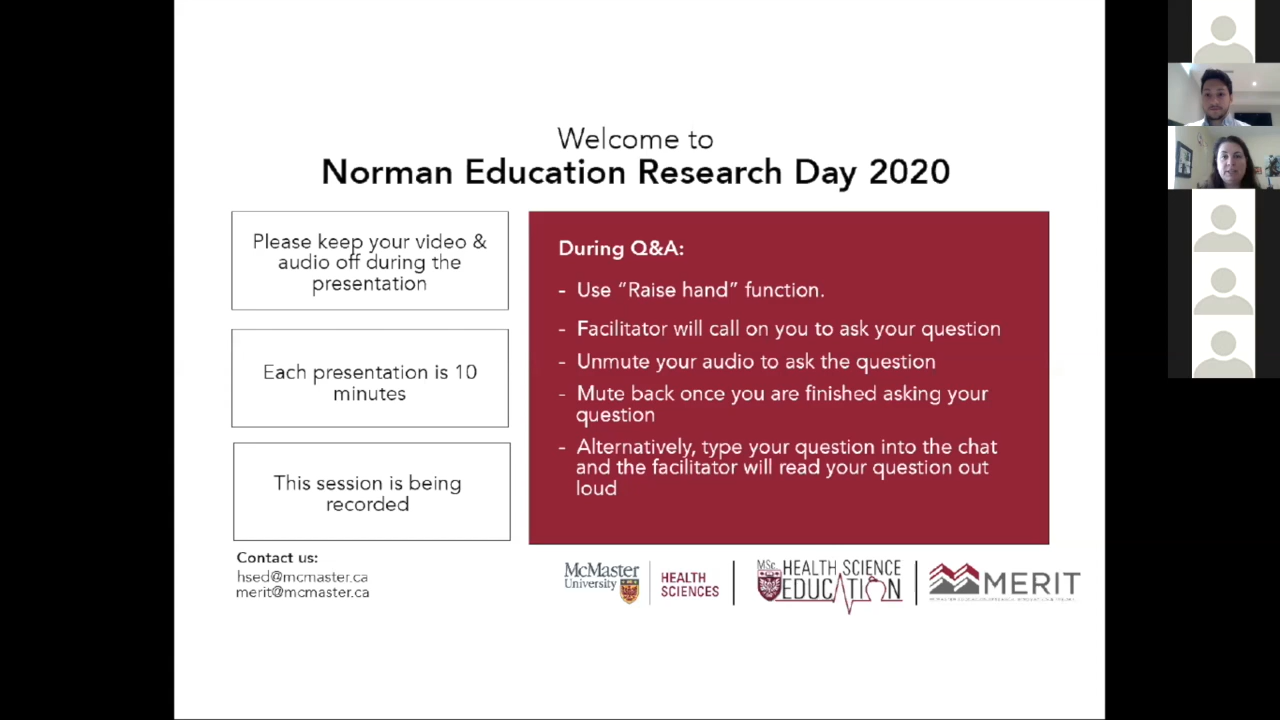 Welcome to
Norman Education Research Day 2020
Please keep your video &
audio off during the
presentation
Each presentation is 10
minutes
This session is being
recorded
Contact us:
hsed@mcmaster.ca
merit@mcmaster.ca
During Q&A:
- Use “Raise hand” function.
- Facilitator will call on you to ask your question
- Unmute your audio to ask the question
- Mute back once you are finished asking your
question
- Alternatively, type your question into the chat
and the facilitator will read your question out
loud
McMaster
University
HEALTH
SCIENCES
MSc
HEALTH SCIENCE
EDUCATION
MERIT